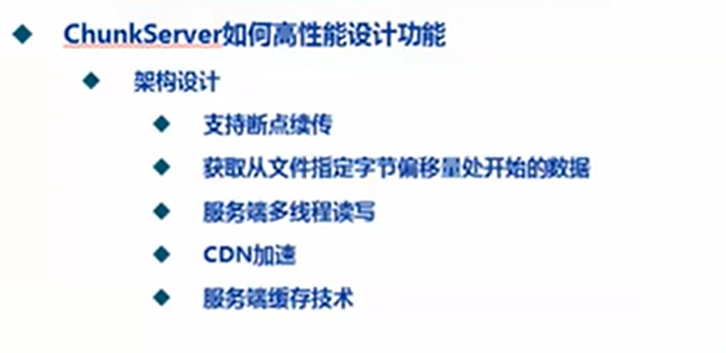 ChunkServer如何高性能设计功能
架构设计
支持断点续传
获取从文件指定字节偏移量处开始的数据
服务端多线程读写
CDN加速
服务端缓存技术